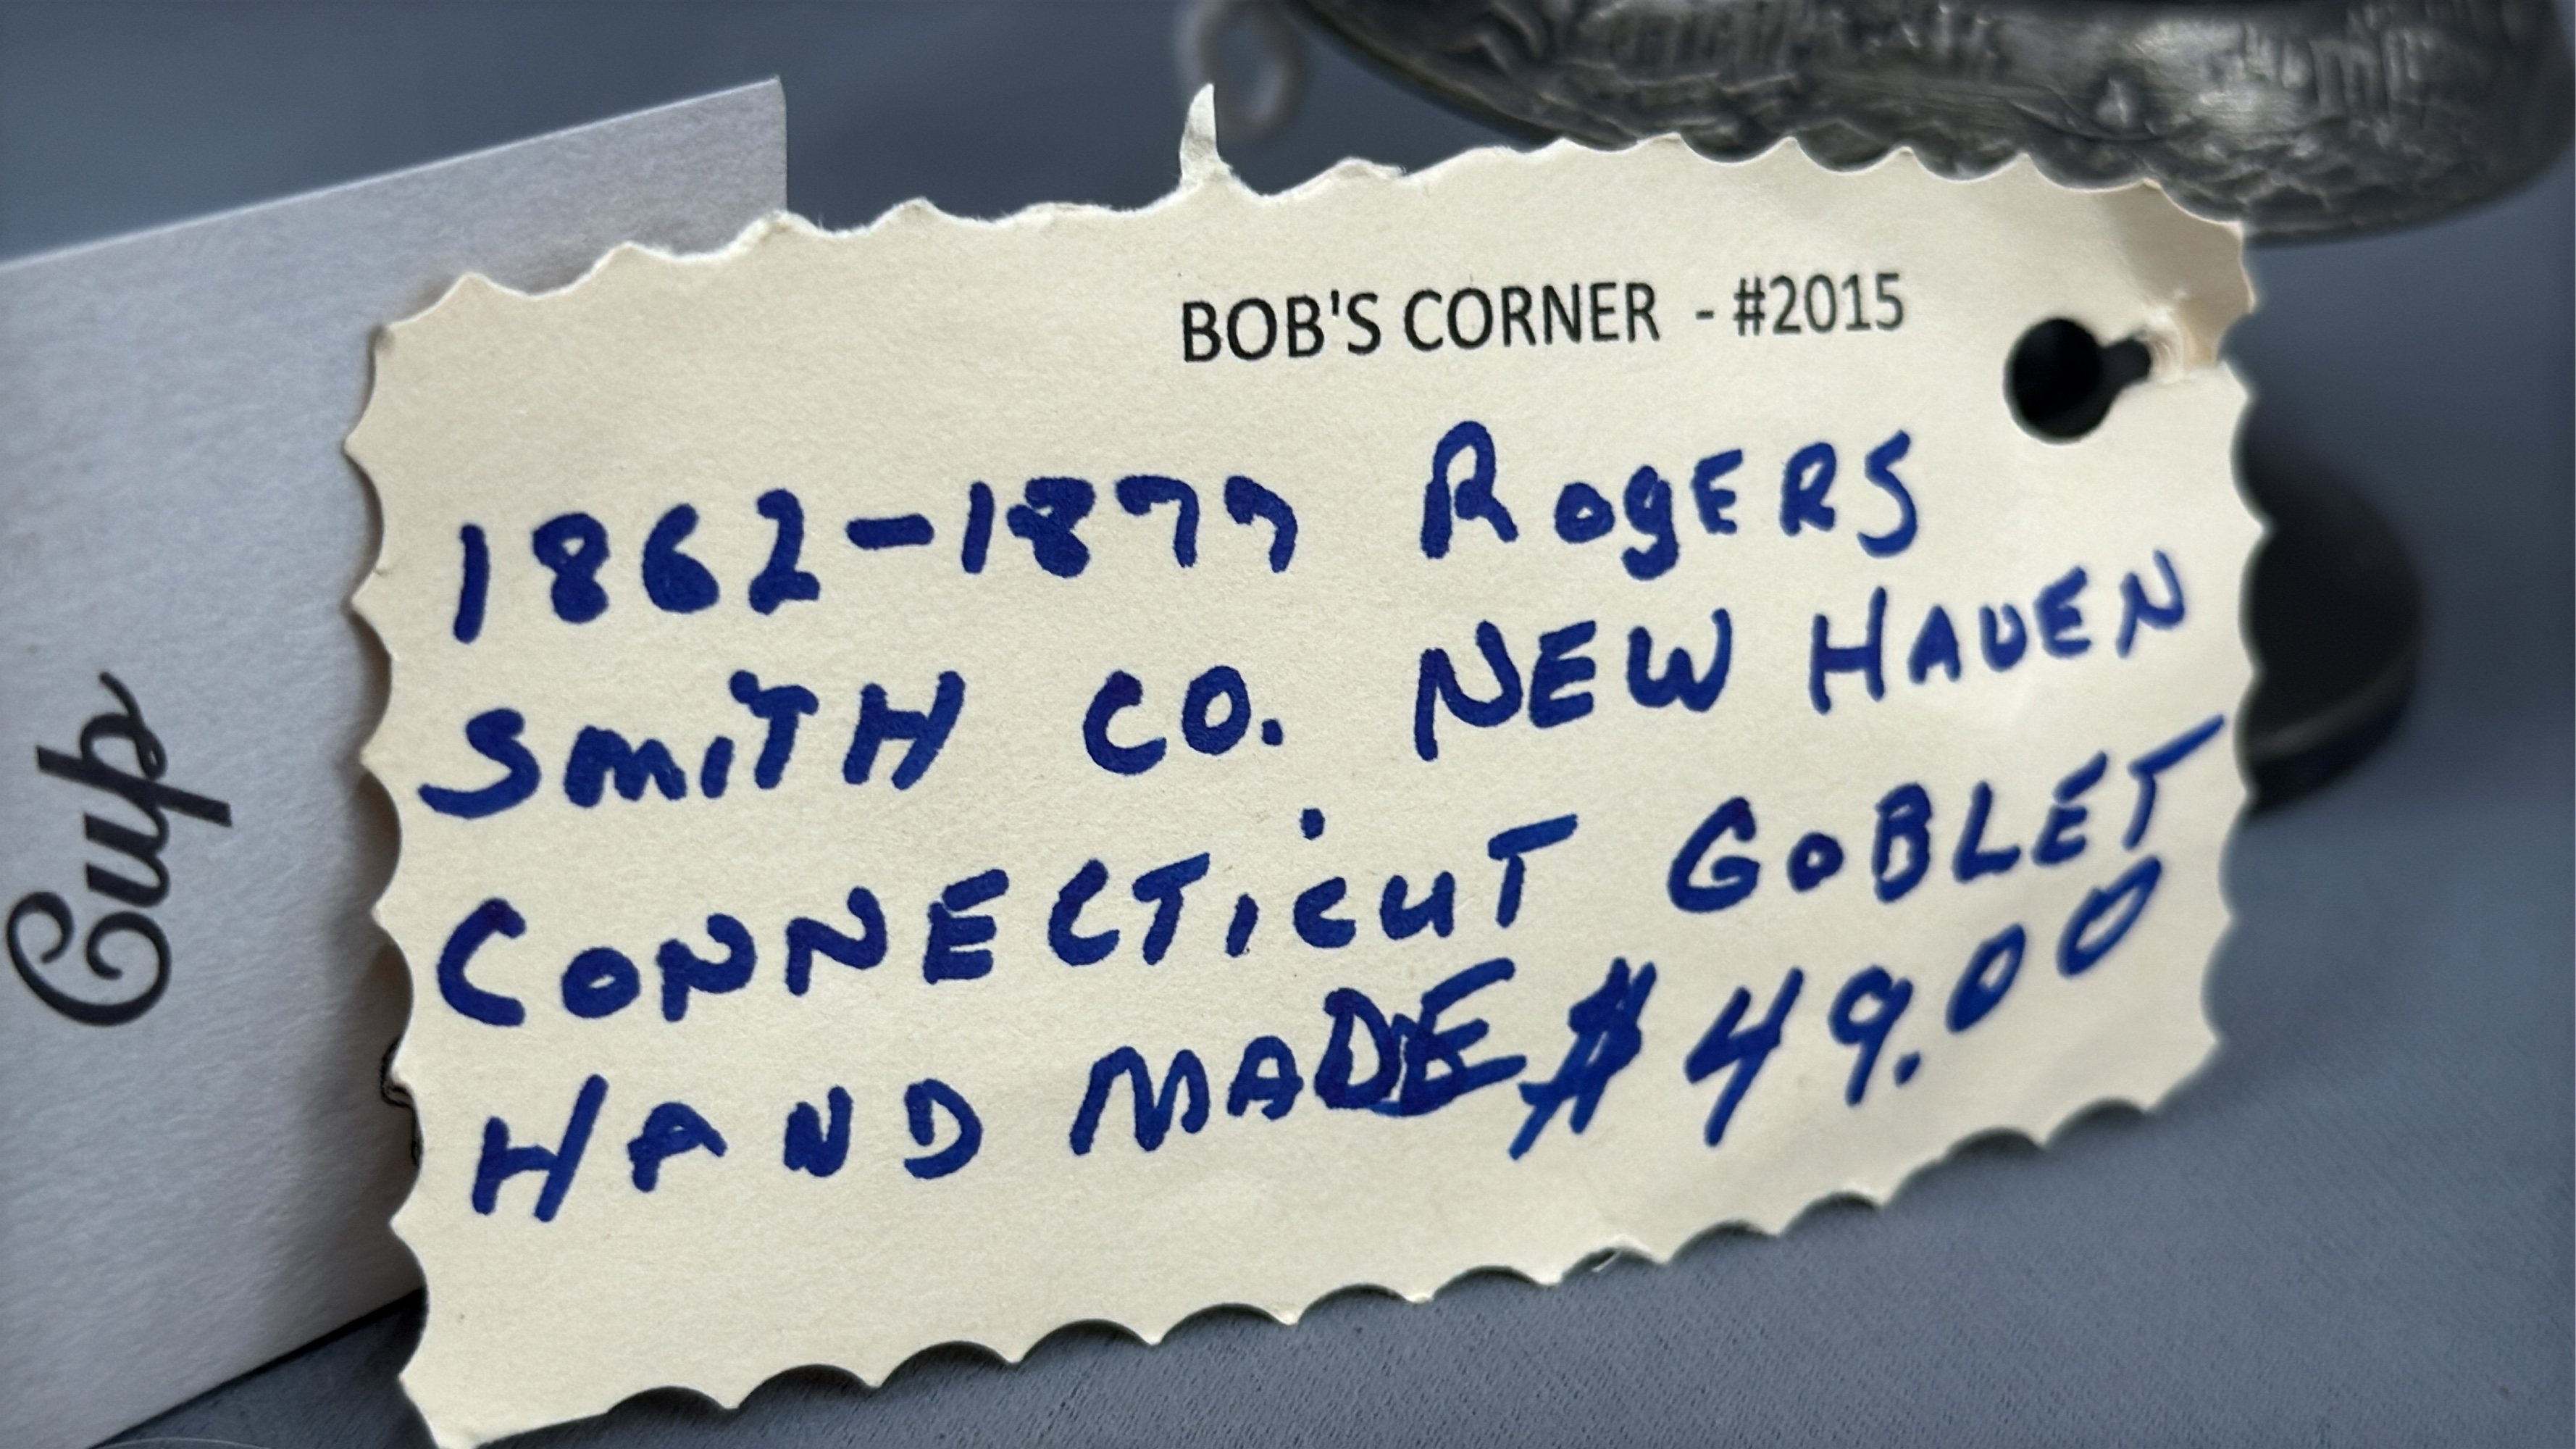 BOB'S CORNER - #2015
1862-1877 ROGERS
SMITH CO. NEW HAVEN
CONNECTICUT GOBLET
HAND MADE $49.00
Cup